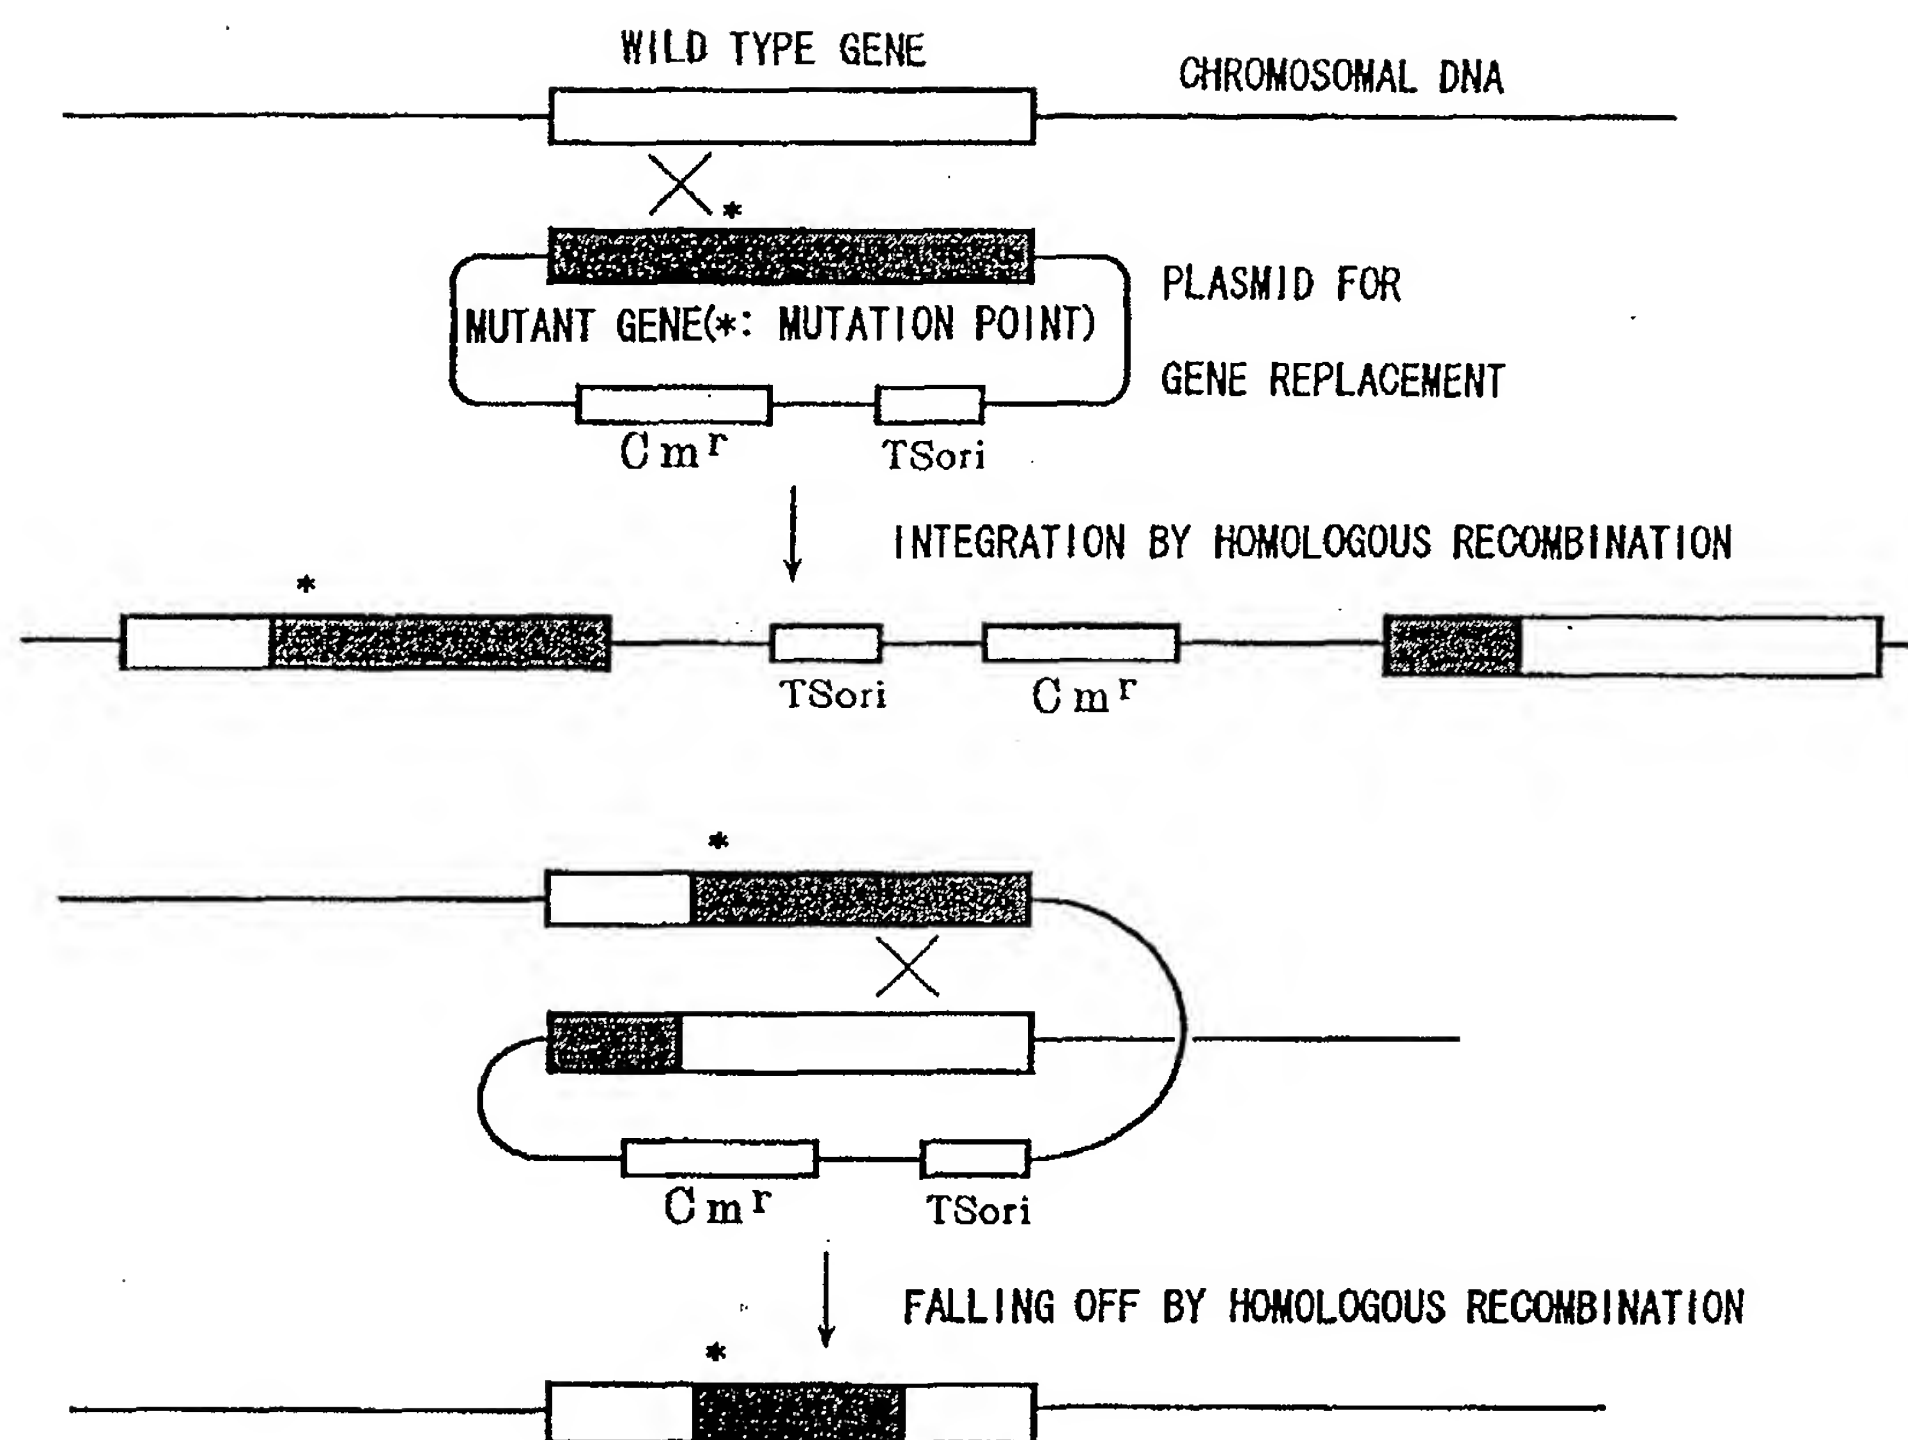 WILD TYPE GENE
CHROMOSOMAL DNA
*
MUTANT GENE(*: MUTATION POINT)
PLASMID FOR
GENE REPLACEMENT
Cmʳ
TSori
INTEGRATION BY HOMOLOGOUS RECOMBINATION
*
TSori
Cmʳ
*
Cmʳ
TSori
FALLING OFF BY HOMOLOGOUS RECOMBINATION
*